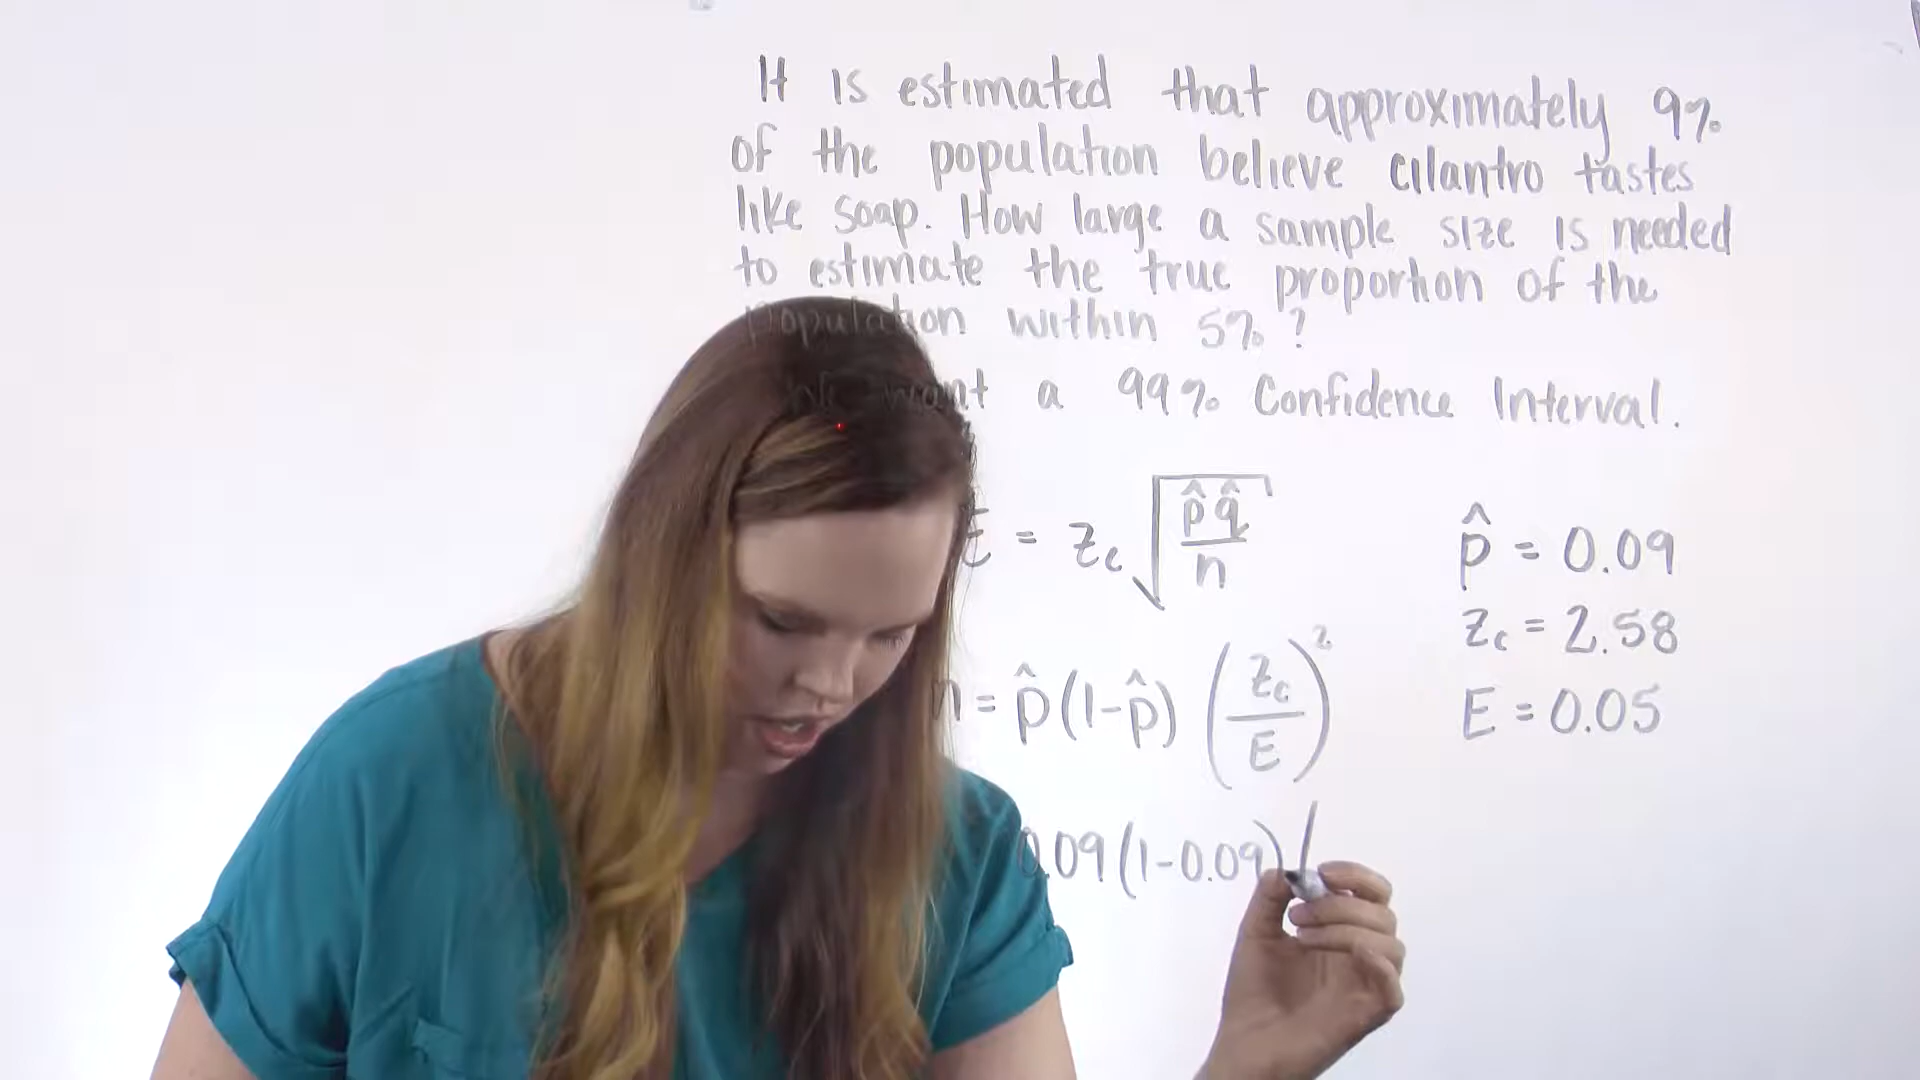 It is estimated that approximately 9%
of the population believe cilantro tastes
like soap. How large a sample size is needed
to estimate the true proportion of the
population within 5%?
We want a 99% Confidence Interval.
E = z_c √(p̂q̂/n)
p̂ = 0.09
z_c = 2.58
E = 0.05
n = p̂(1-p̂) (z_c/E)²
0.09(1-0.09)(